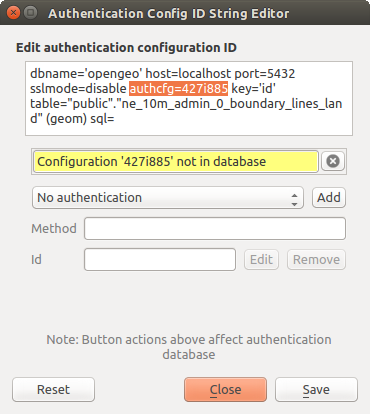 Authentication Config ID String Editor
Edit authentication configuration ID
dbname='opengeo' host=localhost port=5432
sslmode=disable authcfg=427i885 key='id'
table="public"."ne_10m_admin_0_boundary_lines_lan
d" (geom) sql=
Configuration '427i885' not in database
No authentication Add
Method
Id Edit Remove
Note: Button actions above affect authentication
database
Reset Close Save